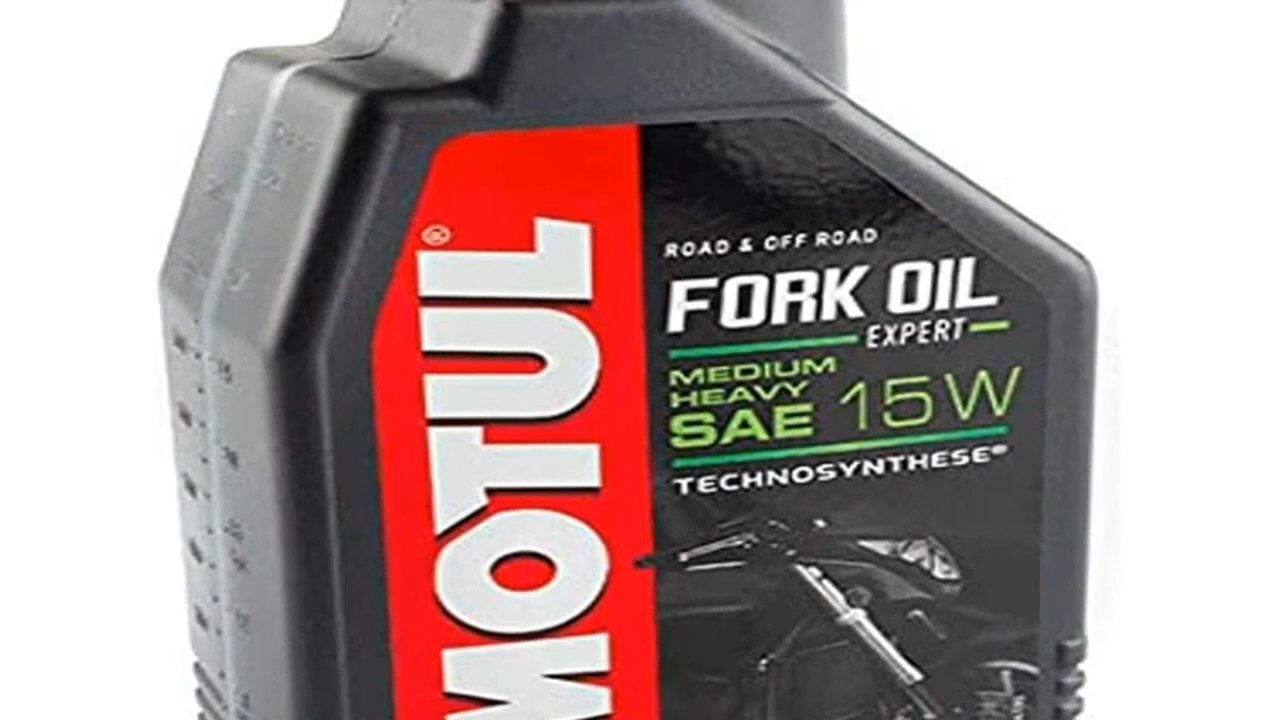 MOTUL®
ROAD & OFF ROAD
FORK OIL
EXPERT
MEDIUM
HEAVY
SAE 15W
TECHNOSYNTHESE®